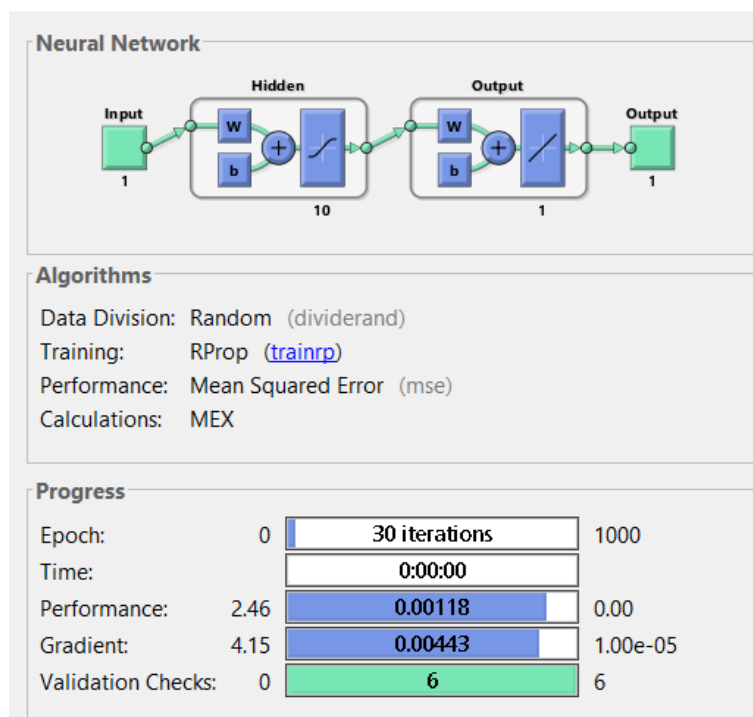 Neural Network
Hidden Output
Input Output
W b + W b +
1 10 1 1
Algorithms
Data Division: Random (dividerand)
Training: RProp (trainrp)
Performance: Mean Squared Error (mse)
Calculations: MEX
Progress
Epoch: 0 30 iterations 1000
Time: 0:00:00
Performance: 2.46 0.00118 0.00
Gradient: 4.15 0.00443 1.00e-05
Validation Checks: 0 6 6